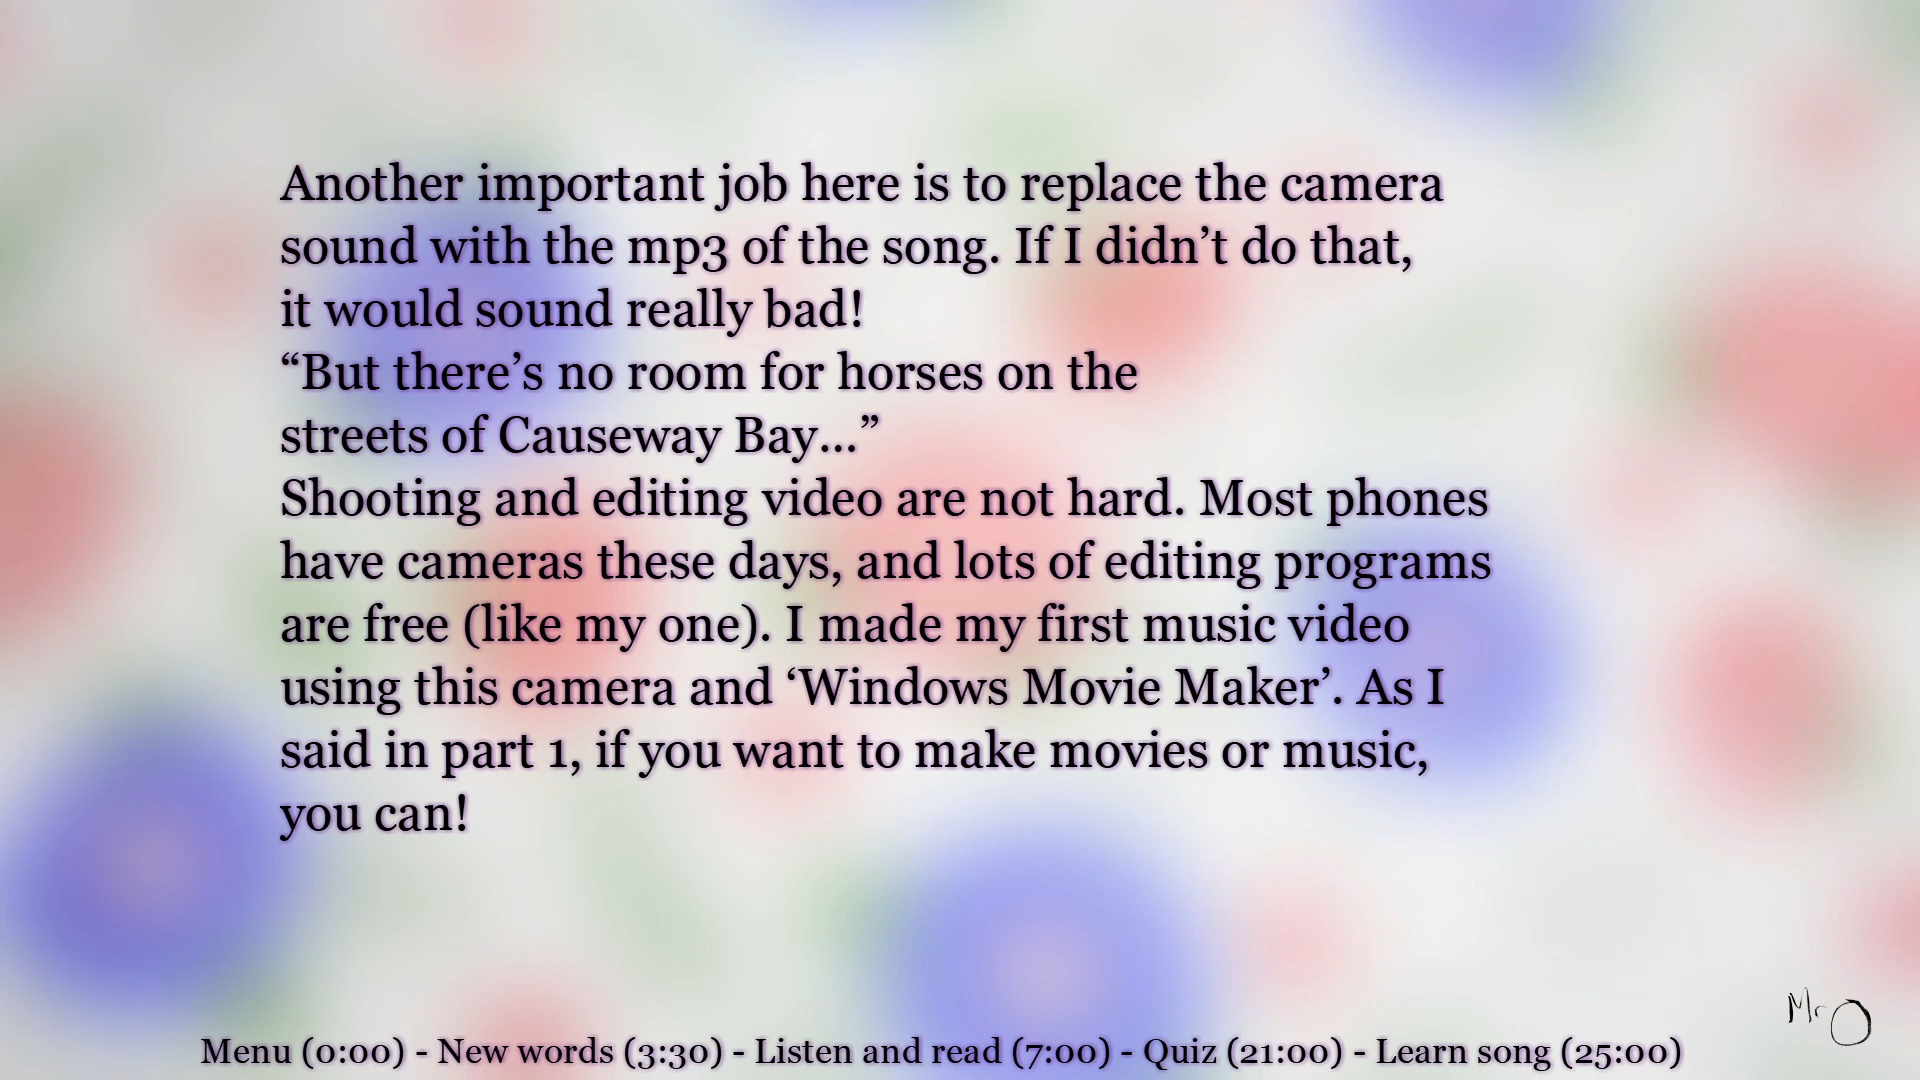 Another important job here is to replace the camera
sound with the mp3 of the song. If I didn’t do that,
it would sound really bad!
“But there’s no room for horses on the
streets of Causeway Bay...”
Shooting and editing video are not hard. Most phones
have cameras these days, and lots of editing programs
are free (like my one). I made my first music video
using this camera and ‘Windows Movie Maker’. As I
said in part 1, if you want to make movies or music,
you can!
Mr O
Menu (0:00) - New words (3:30) - Listen and read (7:00) - Quiz (21:00) - Learn song (25:00)